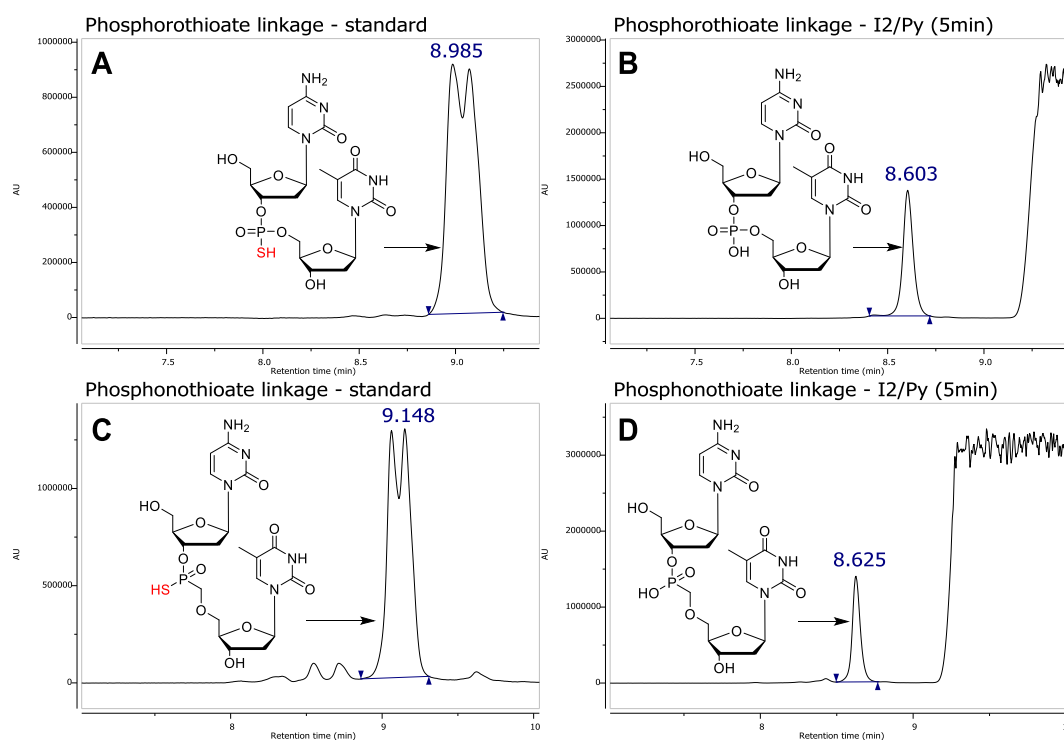 Phosphorothioate linkage - standard
A
8.985
1000000
800000
600000
400000
200000
0
AU
7.5
8.0
8.5
9.0
Retention time (min)
NH2
N
N
O
HO
O
O
O
P
O
SH
O
NH
N
O
O
OH
Phosphorothioate linkage - I2/Py (5min)
B
8.603
3000000
2500000
2000000
1500000
1000000
500000
0
AU
7.5
8.0
8.5
9.0
Retention time (min)
NH2
N
N
O
HO
O
O
O
P
O
OH
O
NH
N
O
O
OH
Phosphonothioate linkage - standard
C
9.148
1000000
500000
0
AU
8
9
10
Retention time (min)
NH2
N
N
O
HO
O
O
P
O
HS
O
O
NH
N
O
O
OH
Phosphonothioate linkage - I2/Py (5min)
D
8.625
3000000
2000000
1000000
0
AU
8
9
Retention time (min)
NH2
N
N
O
HO
O
O
P
O
HO
O
O
NH
N
O
O
OH